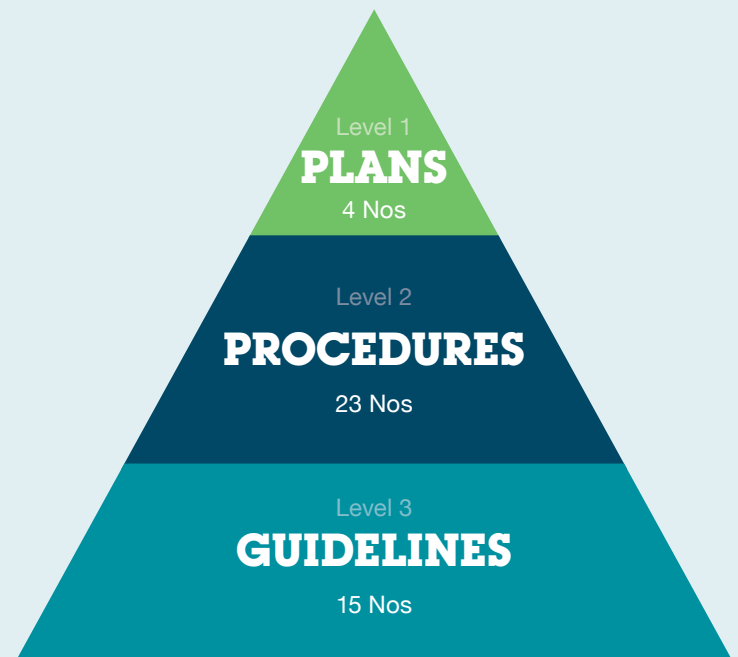 Level 1
PLANS
4 Nos
Level 2
PROCEDURES
23 Nos
Level 3
GUIDELINES
15 Nos